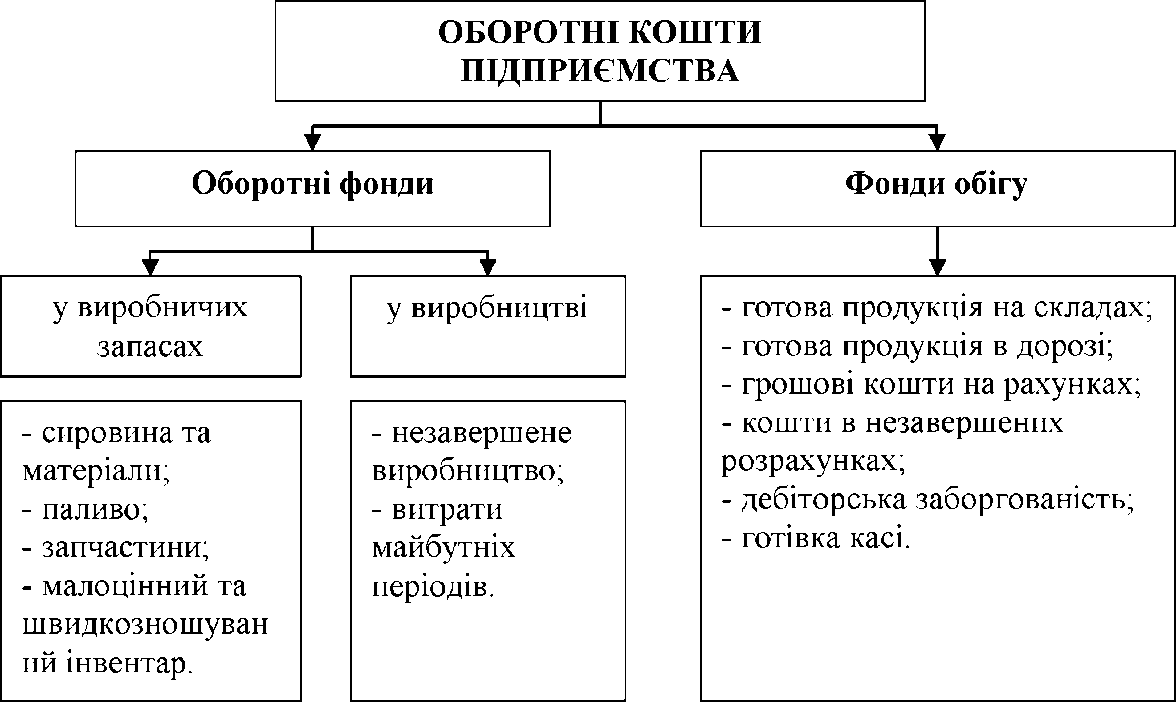 ОБОРОТНІ КОШТИ
ПІДПРИЄМСТВА
Оборотні фонди
Фонди обігу
у виробничих
запасах
у виробництві
- сировина та
матеріали;
- паливо;
- запчастини;
- малоцінний та
швидкозношуван
ий інвентар.
- незавершене
виробництво;
- витрати
майбутніх
періодів.
- готова продукція на складах;
- готова продукція в дорозі;
- грошові кошти на рахунках;
- кошти в незавершених
розрахунках;
- дебіторська заборгованість;
- готівка касі.